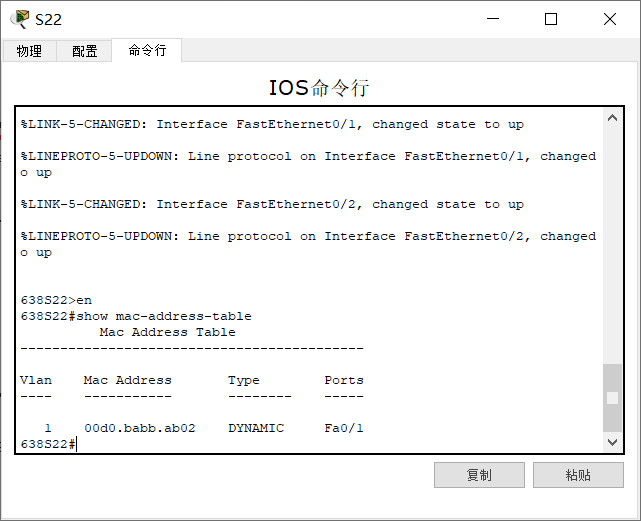 S22
物理 配置 命令行
IOS命令行
%LINK-5-CHANGED: Interface FastEthernet0/1, changed state to up
%LINEPROTO-5-UPDOWN: Line protocol on Interface FastEthernet0/1, changed
o up
%LINK-5-CHANGED: Interface FastEthernet0/2, changed state to up
%LINEPROTO-5-UPDOWN: Line protocol on Interface FastEthernet0/2, changed
o up
638S22>en
638S22#show mac-address-table
Mac Address Table
-------------------------------------------
Vlan    Mac Address       Type        Ports
----    -----------       --------    -----
1    00d0.babb.ab02    DYNAMIC     Fa0/1
638S22#
复制 粘贴